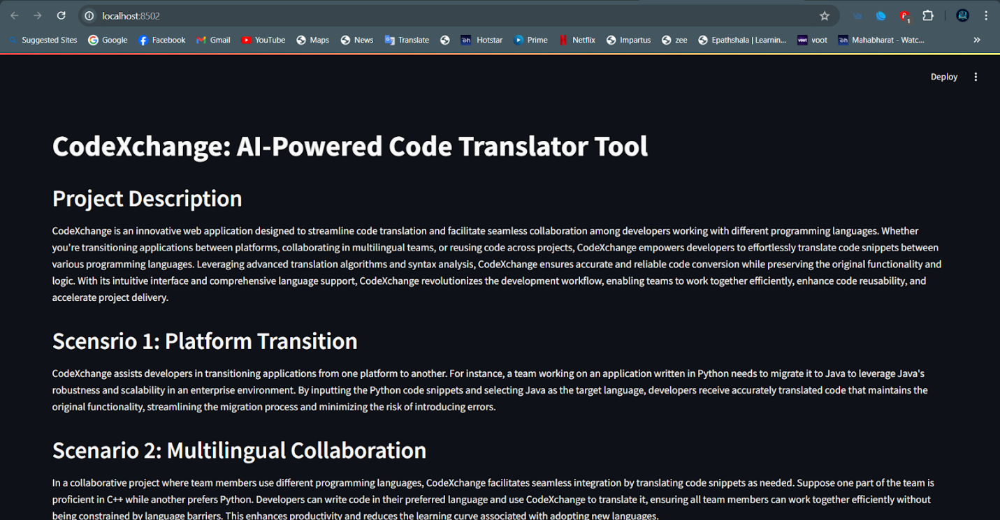 localhost:8502
Suggested Sites Google Facebook Gmail YouTube Maps News Translate Hotstar Prime Netflix Impartus zee Epathshala | Learnin... voot Mahabharat - Watc...
Deploy
CodeXchange: AI-Powered Code Translator Tool
Project Description
CodeXchange is an innovative web application designed to streamline code translation and facilitate seamless collaboration among developers working with different programming languages. Whether
you're transitioning applications between platforms, collaborating in multilingual teams, or reusing code across projects, CodeXchange empowers developers to effortlessly translate code snippets between
various programming languages. Leveraging advanced translation algorithms and syntax analysis, CodeXchange ensures accurate and reliable code conversion while preserving the original functionality and
logic. With its intuitive interface and comprehensive language support, CodeXchange revolutionizes the development workflow, enabling teams to work together efficiently, enhance code reusability, and
accelerate project delivery.
Scensrio 1: Platform Transition
CodeXchange assists developers in transitioning applications from one platform to another. For instance, a team working on an application written in Python needs to migrate it to Java to leverage Java's
robustness and scalability in an enterprise environment. By inputting the Python code snippets and selecting Java as the target language, developers receive accurately translated code that maintains the
original functionality, streamlining the migration process and minimizing the risk of introducing errors.
Scenario 2: Multilingual Collaboration
In a collaborative project where team members use different programming languages, CodeXchange facilitates seamless integration by translating code snippets as needed. Suppose one part of the team is
proficient in C++ while another prefers Python. Developers can write code in their preferred language and use CodeXchange to translate it, ensuring all team members can work together efficiently without
being constrained by language barriers. This enhances productivity and reduces the learning curve associated with adopting new languages.